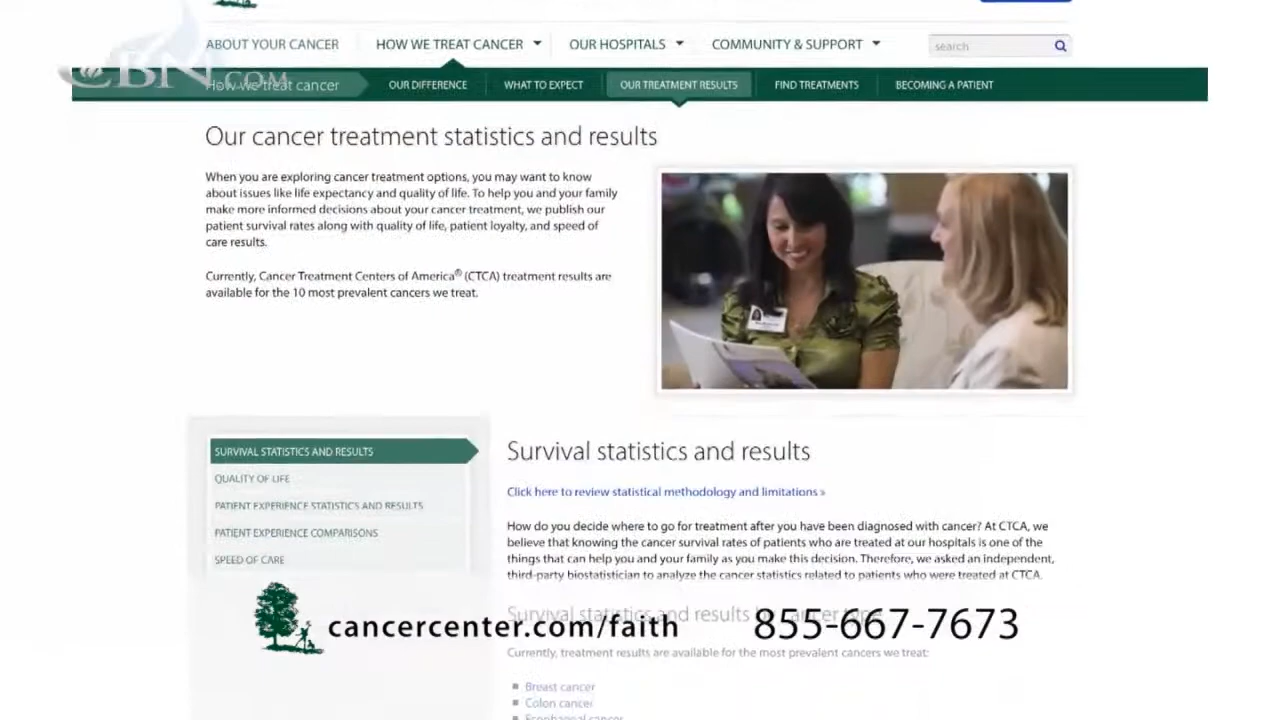 ABOUT YOUR CANCER HOW WE TREAT CANCER OUR HOSPITALS COMMUNITY & SUPPORT search
CBN.COM
How we treat cancer OUR DIFFERENCE WHAT TO EXPECT OUR TREATMENT RESULTS FIND TREATMENTS BECOMING A PATIENT
Our cancer treatment statistics and results
When you are exploring cancer treatment options, you may want to know
about issues like life expectancy and quality of life. To help you and your family
make more informed decisions about your cancer treatment, we publish our
patient survival rates along with quality of life, patient loyalty, and speed of
care results.
Currently, Cancer Treatment Centers of America® (CTCA) treatment results are
available for the 10 most prevalent cancers we treat.
SURVIVAL STATISTICS AND RESULTS
QUALITY OF LIFE
PATIENT EXPERIENCE STATISTICS AND RESULTS
PATIENT EXPERIENCE COMPARISONS
SPEED OF CARE
Survival statistics and results
Click here to review statistical methodology and limitations »
How do you decide where to go for treatment after you have been diagnosed with cancer? At CTCA, we
believe that knowing the cancer survival rates of patients who are treated at our hospitals is one of the
things that can help you and your family as you make this decision. Therefore, we asked an independent,
third-party biostatistician to analyze the cancer statistics related to patients who were treated at CTCA.
Survival statistics and results by cancer type
cancercenter.com/faith 855-667-7673
Currently, treatment results are available for the most prevalent cancers we treat:
Breast cancer
Colon cancer
Esophageal cancer